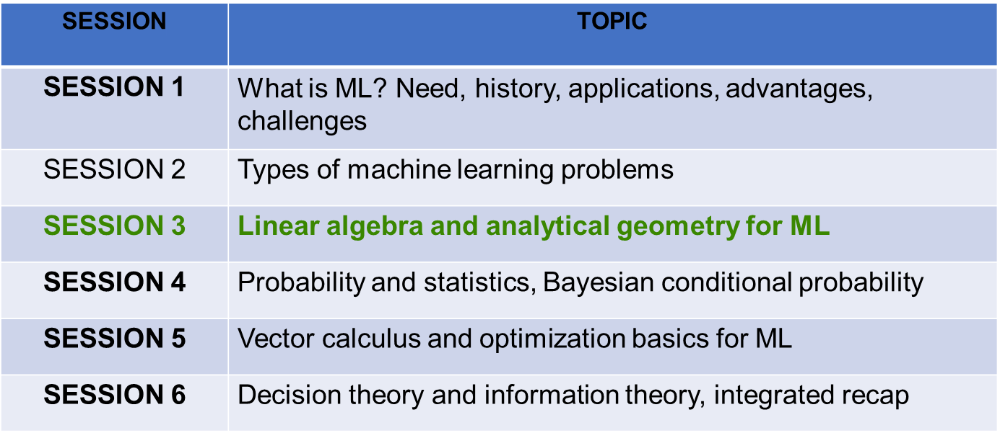 SESSION TOPIC
SESSION 1 What is ML? Need, history, applications, advantages,
challenges
SESSION 2 Types of machine learning problems
SESSION 3 Linear algebra and analytical geometry for ML
SESSION 4 Probability and statistics, Bayesian conditional probability
SESSION 5 Vector calculus and optimization basics for ML
SESSION 6 Decision theory and information theory, integrated recap